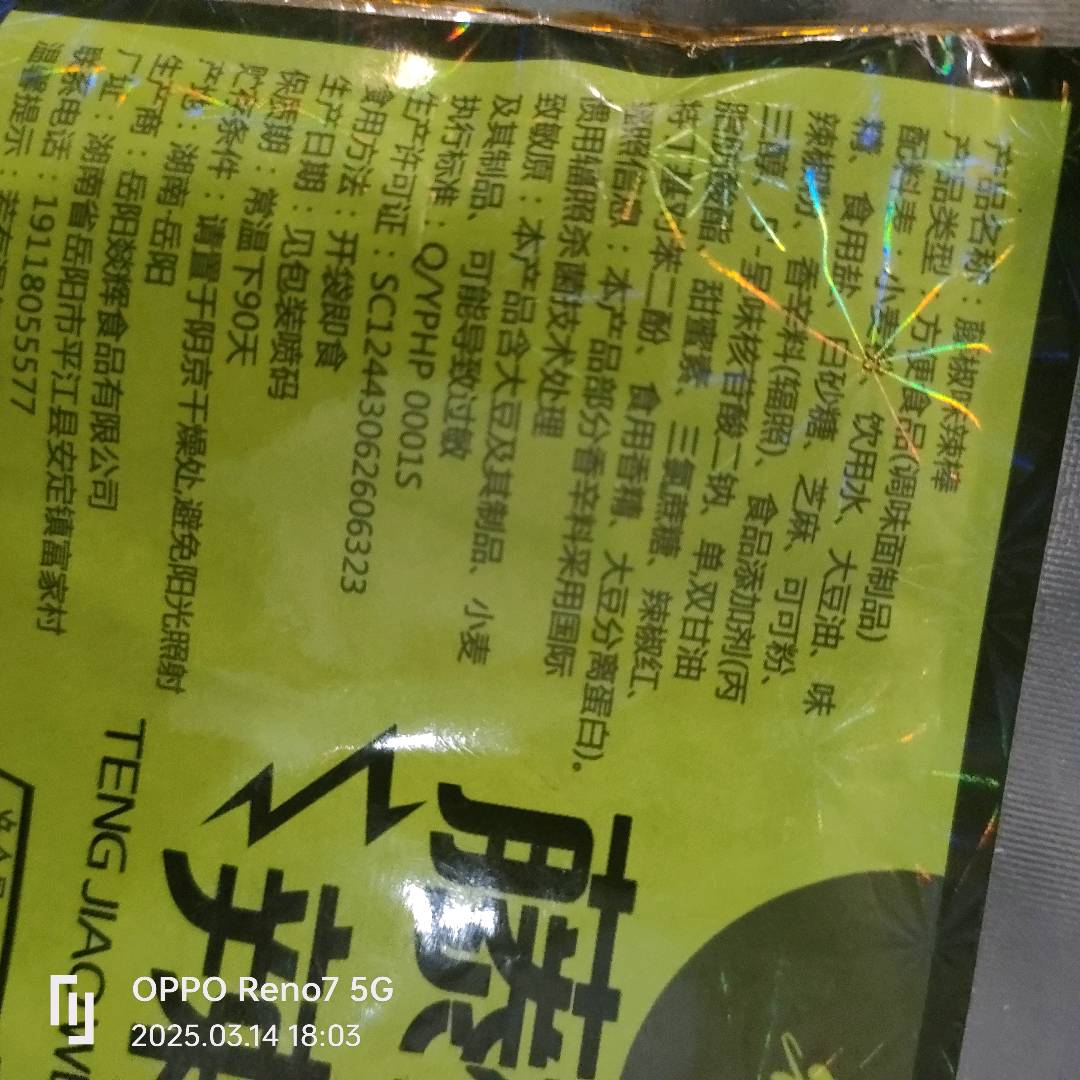 产品名称：藤椒味辣棒
产品类型：方便食品(调味面制品)
配料表：小麦 、饮用水、大豆油、味
精、食用盐、白砂糖、芝麻、可可粉、
辣椒 、香辛料(辐照)、食品添加剂(丙
三醇、5'-呈味核苷酸二钠、单,双甘油
脂肪酸酯、甜蜜素、三氯蔗糖、辣椒红、
特丁基对苯二酚、食用香精、大豆分离蛋白)。
辐照信息：本产品部分香辛料采用国际
惯用辐照杀菌技术处理
致敏原：本产品含大豆及其制品、小麦
及其制品，可能导致过敏
执行标准：Q/YPHP 0001S
生产许可证：SC12443062606323
食用方法：开袋即食
生产日期：见包装喷码
保质期：常温下90天
贮存条件：请置于阴凉干燥处,避免阳光照射
产地：湖南·岳阳
生产商：岳阳 辉食品有限公司
厂址：湖南省岳阳市平江县安定镇富家村
联系电话：19118055577
温馨提示：若有
藤
椒
TENG JIAO WEI
OPPO Reno7 5G
2025.03.14 18:03